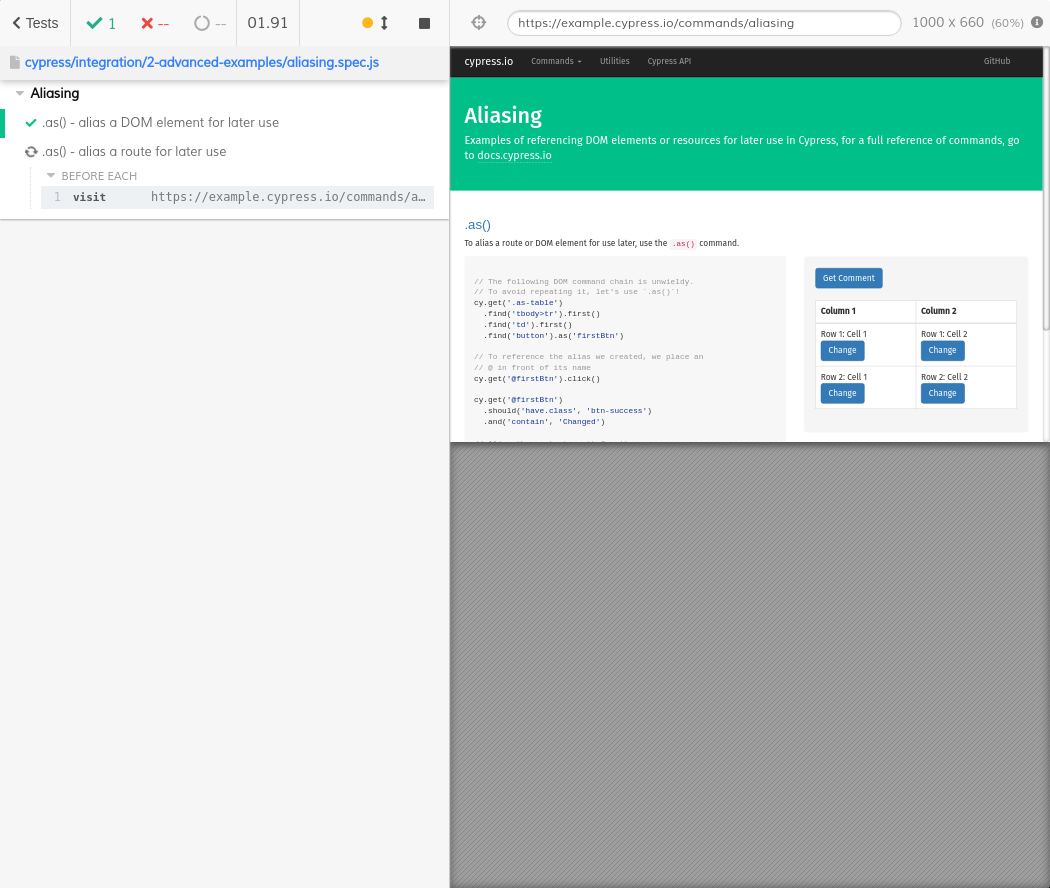 Tests
1
--
--
01.91
https://example.cypress.io/commands/aliasing
1000 x 660 (60%)
cypress/integration/2-advanced-examples/aliasing.spec.js
Aliasing
.as() - alias a DOM element for later use
.as() - alias a route for later use
BEFORE EACH
1 visit https://example.cypress.io/commands/a…
cypress.io Commands Utilities Cypress API GitHub
Aliasing
Examples of referencing DOM elements or resources for later use in Cypress, for a full reference of commands, go
to docs.cypress.io
.as()
To alias a route or DOM element for use later, use the .as() command.
// The following DOM command chain is unwieldy.
// To avoid repeating it, let's use `.as()`!
cy.get('.as-table')
.find('tbody>tr').first()
.find('td').first()
.find('button').as('firstBtn')
// To reference the alias we created, we place an
// @ in front of its name
cy.get('@firstBtn').click()
cy.get('@firstBtn')
.should('have.class', 'btn-success')
.and('contain', 'Changed')
Get Comment
Column 1 Column 2
Row 1: Cell 1 Row 1: Cell 2
Change Change
Row 2: Cell 1 Row 2: Cell 2
Change Change